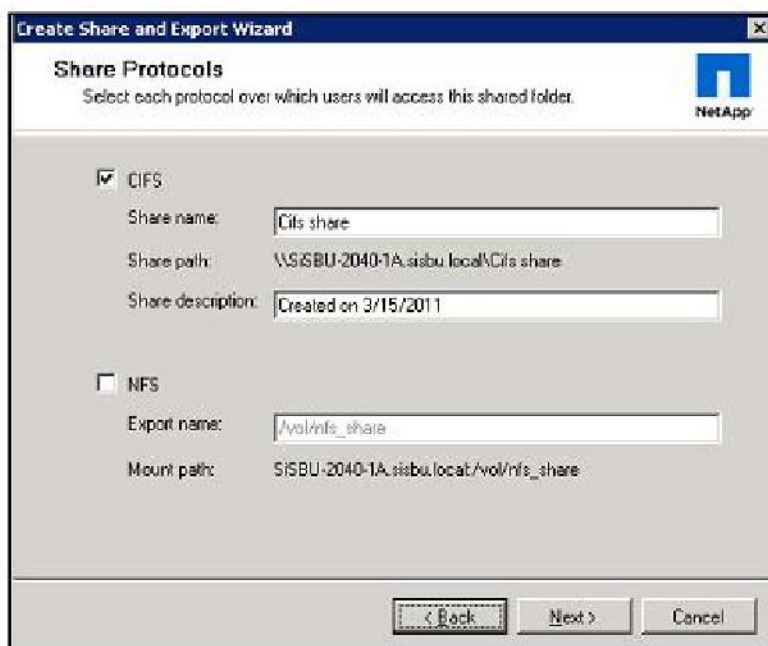 Create Share and Export Wizard
Share Protocols
Select each protocol over which users will access this shared folder.
NetApp
CIFS
Share name: Cifs share
Share path: \\SiSBU-2040-1A.sisbu.local\Cifs share
Share description: Created on 3/15/2011
NFS
Export name: /vol/nfs_share
Mount path: SiSBU-2040-1A.sisbu.local:/vol/nfs_share
< Back Next > Cancel